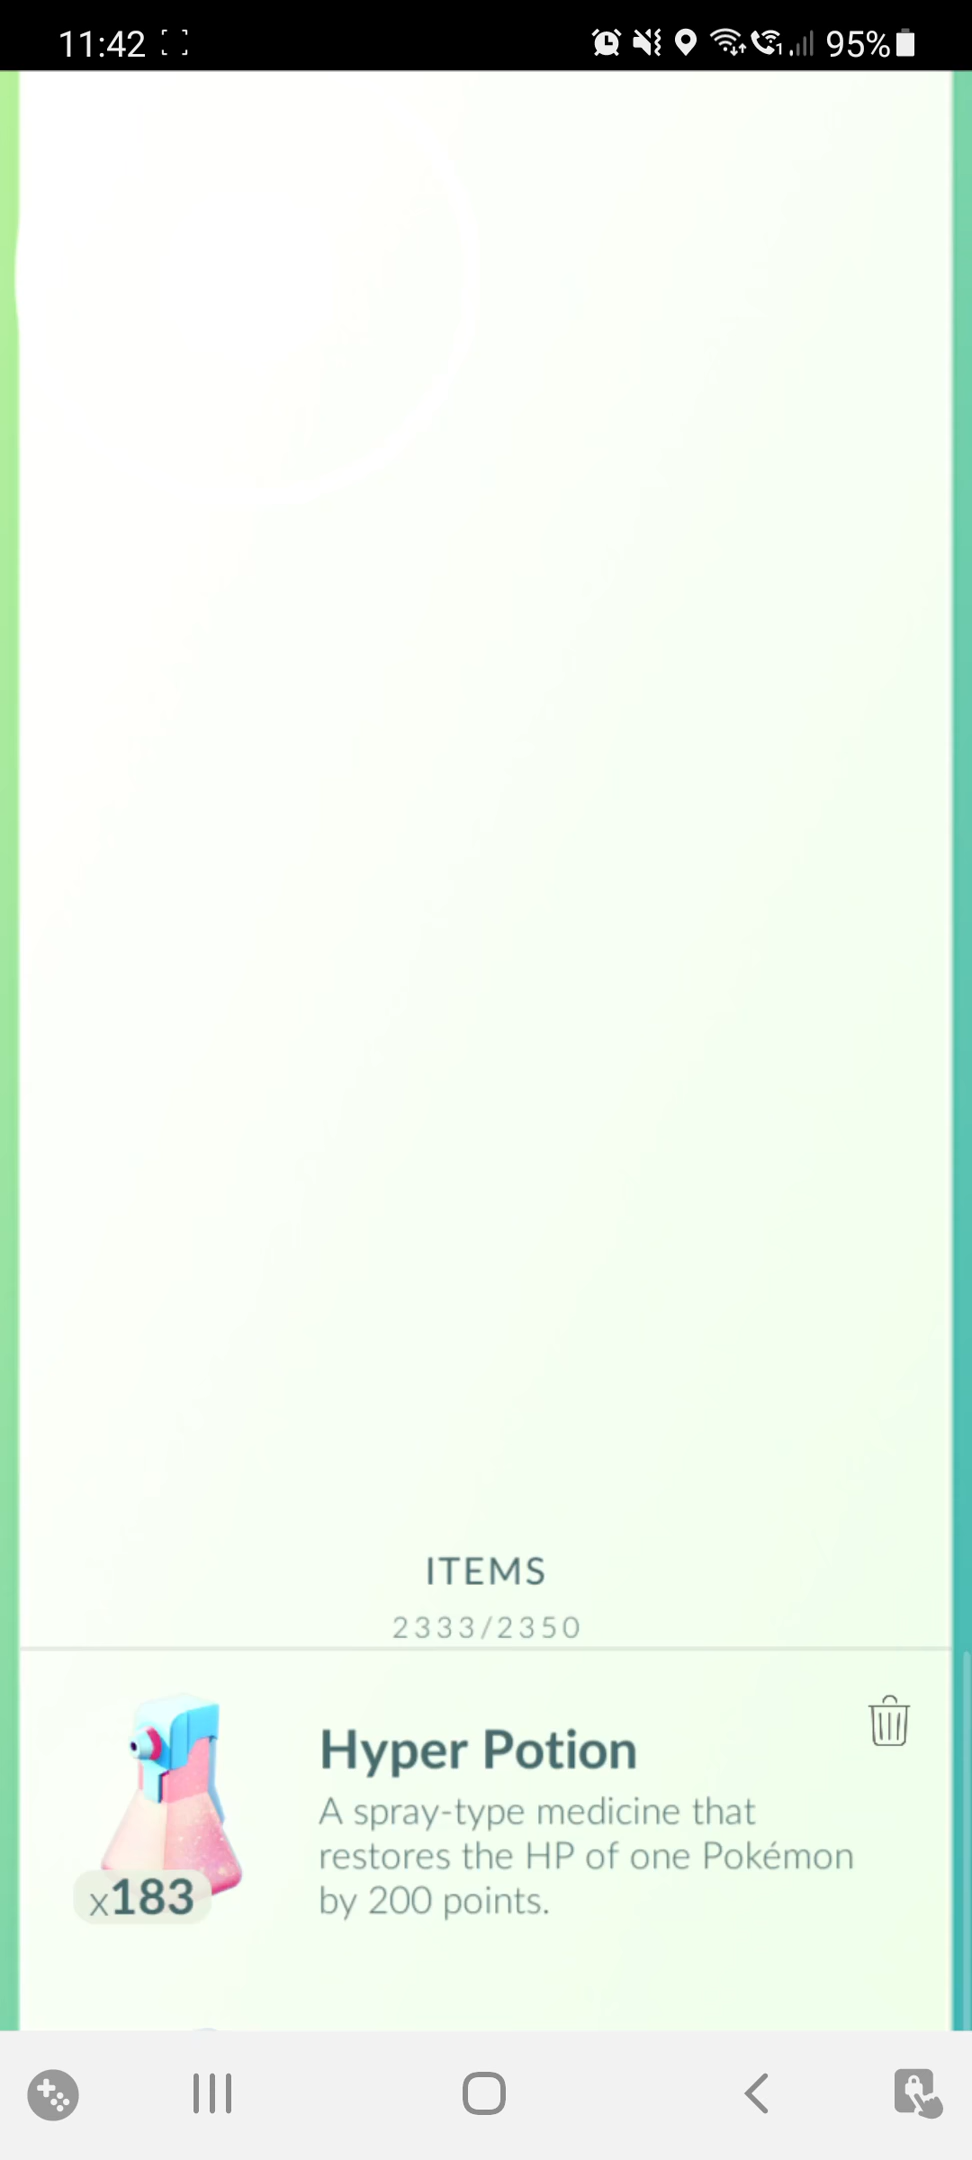 11:42
95%
ITEMS
2333/2350
Hyper Potion
A spray-type medicine that
restores the HP of one Pokémon
by 200 points.
x183